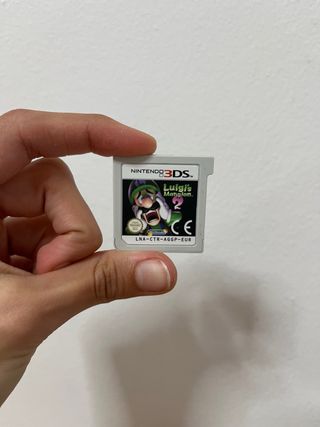 NINTENDO 3DS
Luigi's
Mansion
2
CE
LNA-CTR-AGGP-EUR